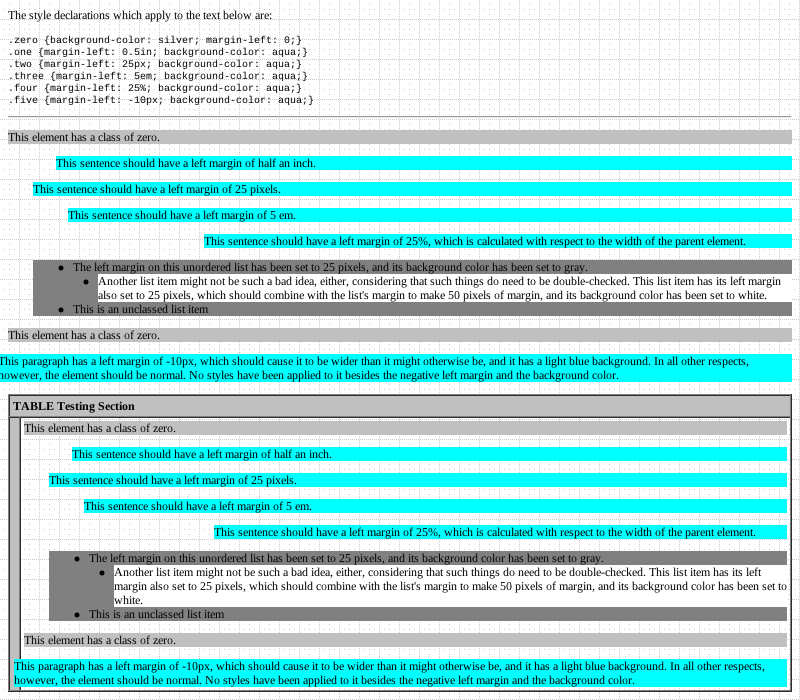 The style declarations which apply to the text below are:
.zero {background-color: silver; margin-left: 0;}
.one {margin-left: 0.5in; background-color: aqua;}
.two {margin-left: 25px; background-color: aqua;}
.three {margin-left: 5em; background-color: aqua;}
.four {margin-left: 25%; background-color: aqua;}
.five {margin-left: -10px; background-color: aqua;}
This element has a class of zero.
This sentence should have a left margin of half an inch.
This sentence should have a left margin of 25 pixels.
This sentence should have a left margin of 5 em.
This sentence should have a left margin of 25%, which is calculated with respect to the width of the parent element.
The left margin on this unordered list has been set to 25 pixels, and its background color has been set to gray.
Another list item might not be such a bad idea, either, considering that such things do need to be double-checked. This list item has its left margin
also set to 25 pixels, which should combine with the list's margin to make 50 pixels of margin, and its background color has been set to white.
This is an unclassed list item
This element has a class of zero.
This paragraph has a left margin of -10px, which should cause it to be wider than it might otherwise be, and it has a light blue background. In all other respects,
however, the element should be normal. No styles have been applied to it besides the negative left margin and the background color.
TABLE Testing Section
This element has a class of zero.
This sentence should have a left margin of half an inch.
This sentence should have a left margin of 25 pixels.
This sentence should have a left margin of 5 em.
This sentence should have a left margin of 25%, which is calculated with respect to the width of the parent element.
The left margin on this unordered list has been set to 25 pixels, and its background color has been set to gray.
Another list item might not be such a bad idea, either, considering that such things do need to be double-checked. This list item has its left
margin also set to 25 pixels, which should combine with the list's margin to make 50 pixels of margin, and its background color has been set to
white.
This is an unclassed list item
This element has a class of zero.
This paragraph has a left margin of -10px, which should cause it to be wider than it might otherwise be, and it has a light blue background. In all other respects,
however, the element should be normal. No styles have been applied to it besides the negative left margin and the background color.